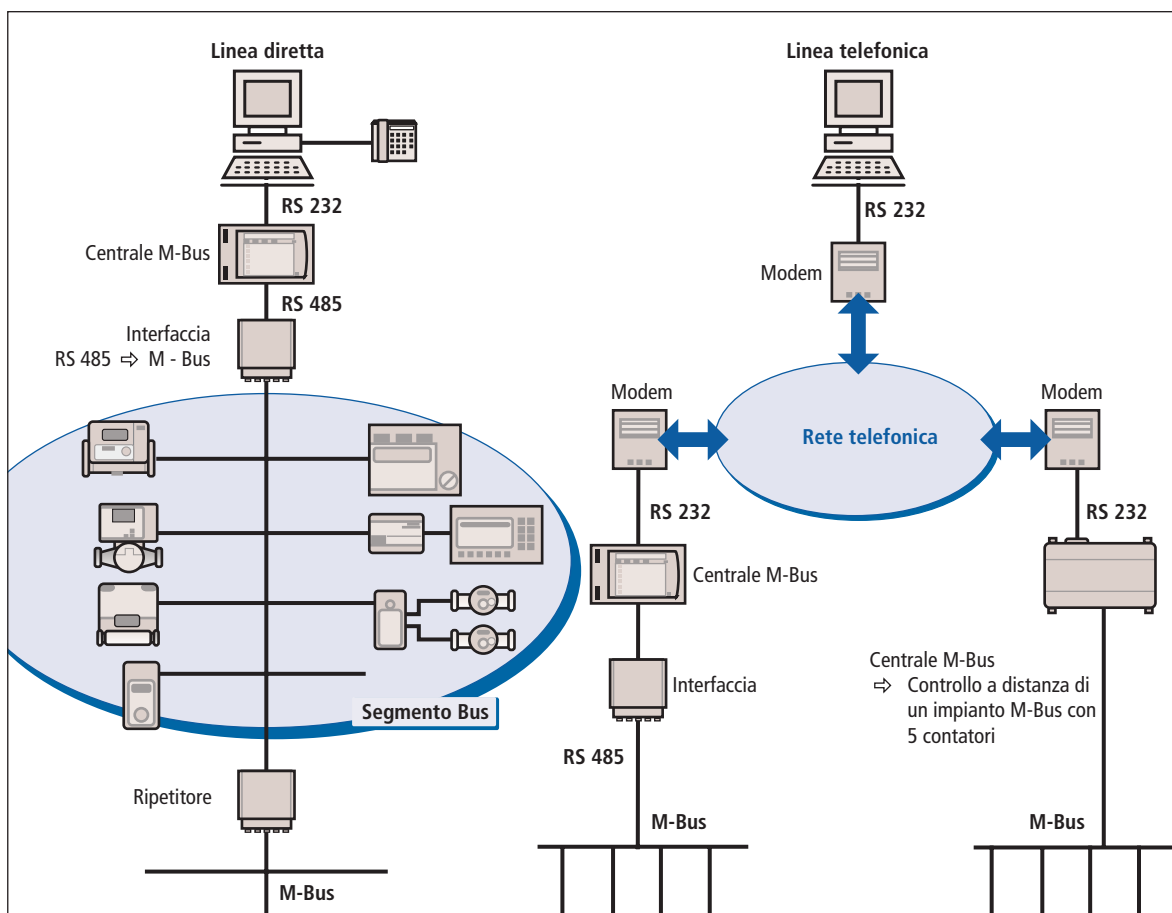 Linea diretta
RS 232
Centrale M-Bus
RS 485
Interfaccia
RS 485 ⇨ M - Bus
Segmento Bus
Ripetitore
M-Bus
Linea telefonica
RS 232
Modem
Rete telefonica
Modem
RS 232
Centrale M-Bus
Interfaccia
RS 485
M-Bus
Modem
RS 232
Centrale M-Bus
⇨ Controllo a distanza di
un impianto M-Bus con
5 contatori
M-Bus